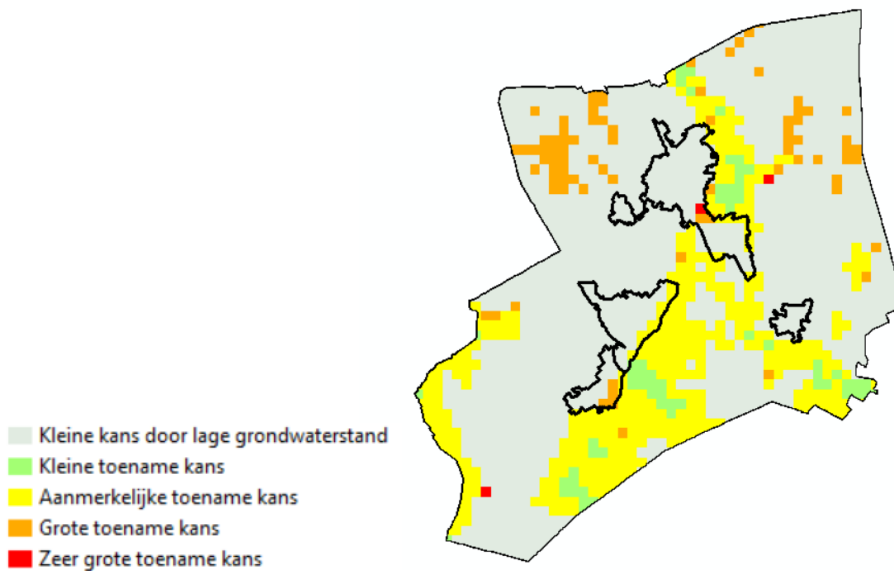 Kleine kans door lage grondwaterstand
Kleine toename kans
Aanmerkelijke toename kans
Grote toename kans
Zeer grote toename kans